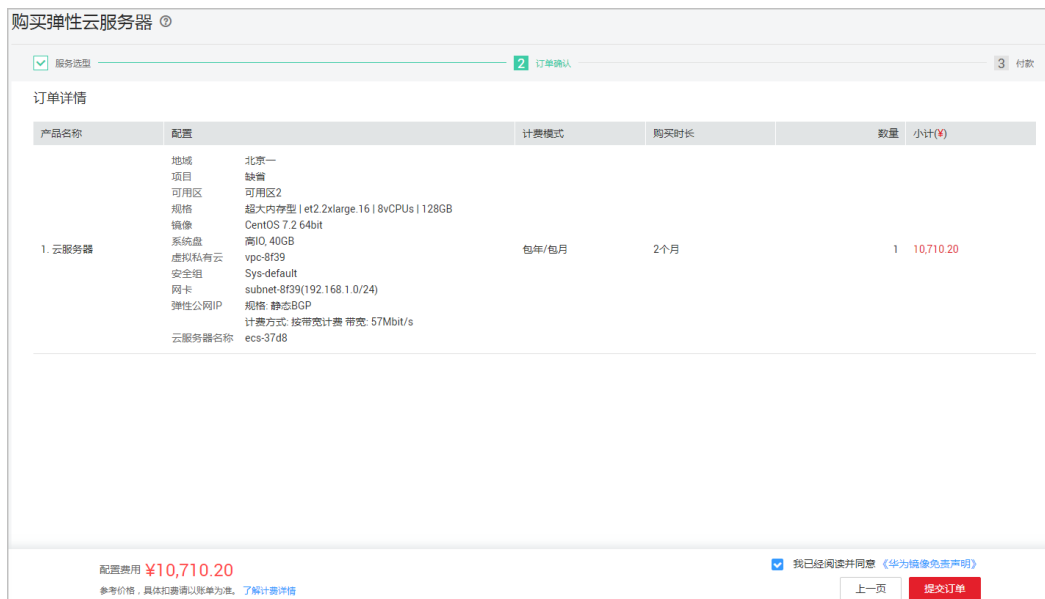 购买弹性云服务器 ?
服务选型 2 订单确认 3 付款
订单详情
产品名称 配置 计费模式 购买时长 数量 小计(¥)
地域 北京一
项目 缺省
可用区 可用区2
规格 超大内存型 | et2.2xlarge.16 | 8vCPUs | 128GB
镜像 CentOS 7.2 64bit
系统盘 高IO, 40GB
1. 云服务器 包年/包月 2个月 1 10,710.20
虚拟私有云 vpc-8f39
安全组 Sys-default
网卡 subnet-8f39(192.168.1.0/24)
弹性公网IP 规格: 静态BGP
计费方式: 按带宽计费 带宽: 57Mbit/s
云服务器名称 ecs-37d8
配置费用 ¥10,710.20
参考价格，具体扣费请以账单为准。 了解计费详情
我已经阅读并同意 《华为镜像免责声明》
上一页 提交订单